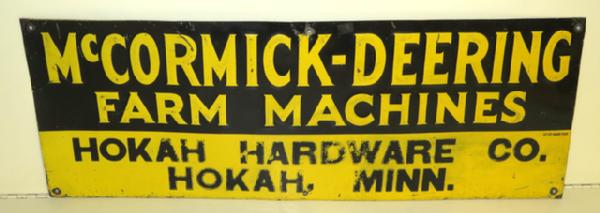 McCORMICK-DEERING
FARM MACHINES
HOKAH HARDWARE CO.
HOKAH, MINN.